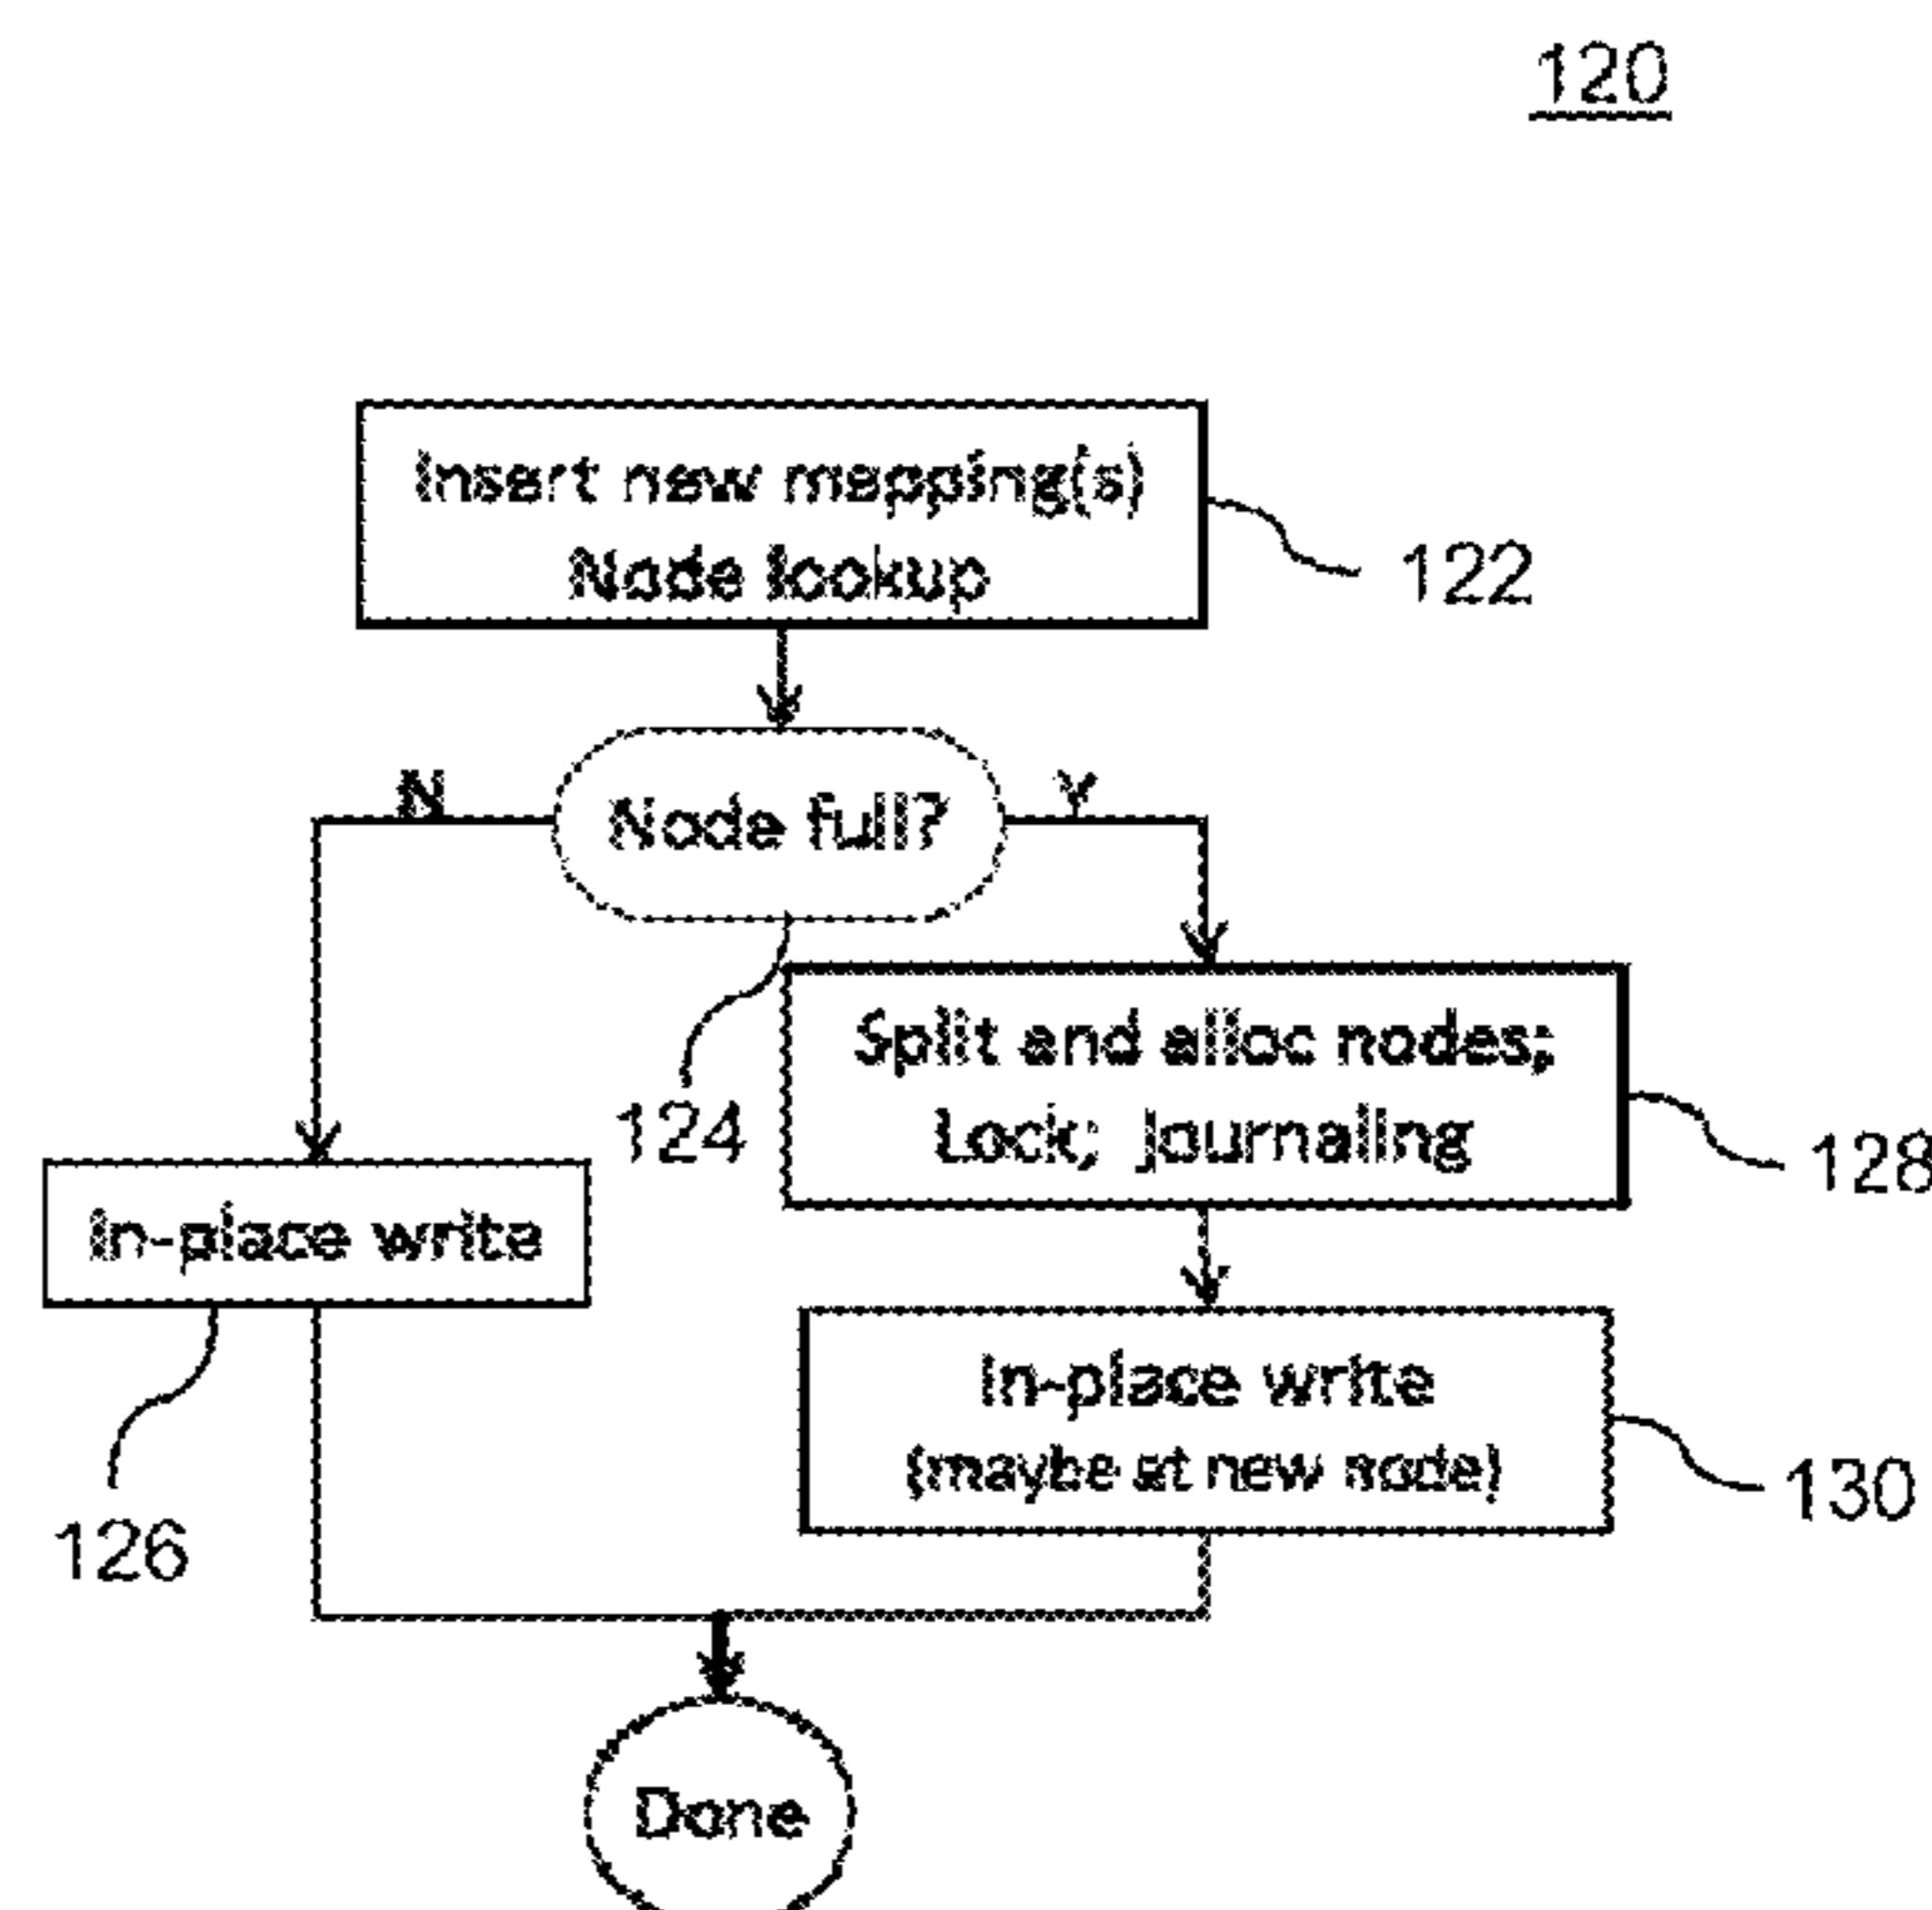 120
Insert new mapping(s)
Node lookup
122
N
Node full?
Y
124
Split and alloc nodes;
Lock; journaling
128
In-place write
126
In-place write
(maybe at new node)
130
Done